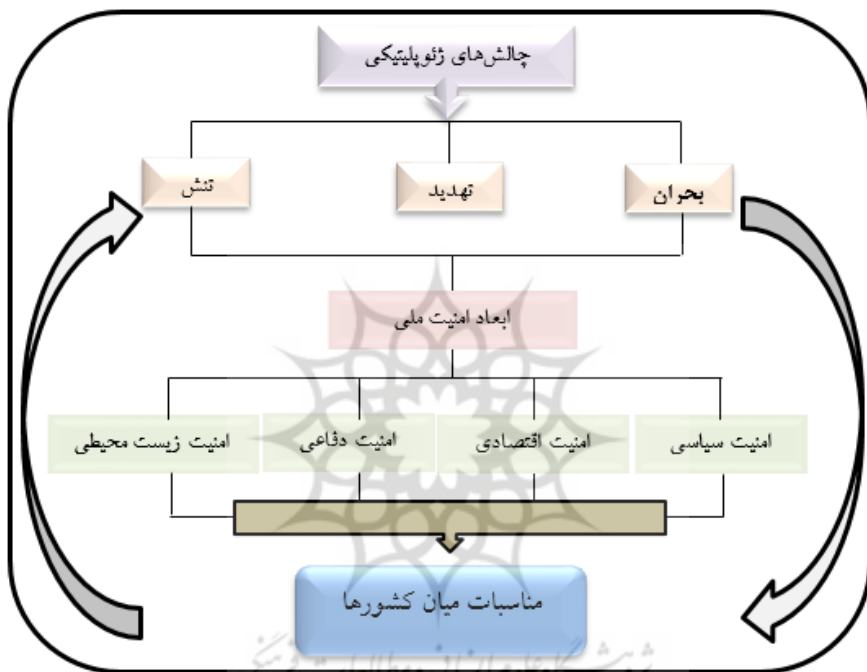 چالش‌های ژئوپلیتیکی
بحران
تهدید
تنش
ابعاد امنیت ملی
امنیت سیاسی
امنیت اقتصادی
امنیت دفاعی
امنیت زیست محیطی
مناسبات میان کشورها